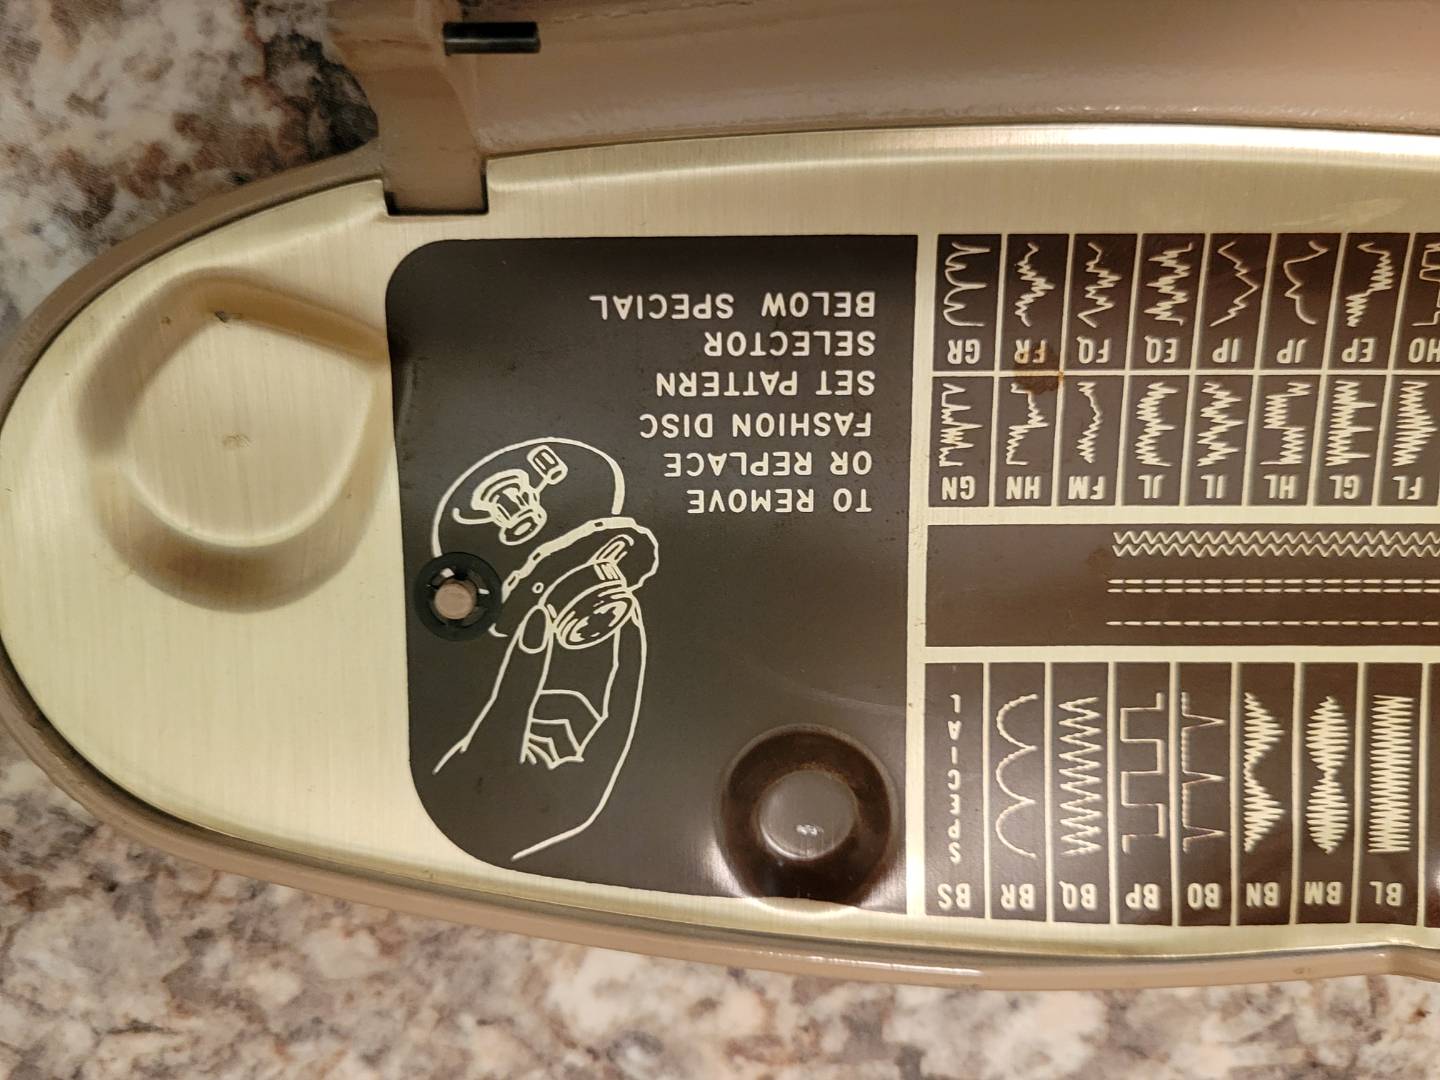 BL BM BN BO BP BQ BR BS
SPECIAL
FL GL HL IL JL FM HN GN
HO EP JP IP EQ FQ FR GR
TO REMOVE
OR REPLACE
FASHION DISC
SET PATTERN
SELECTOR
BELOW SPECIAL